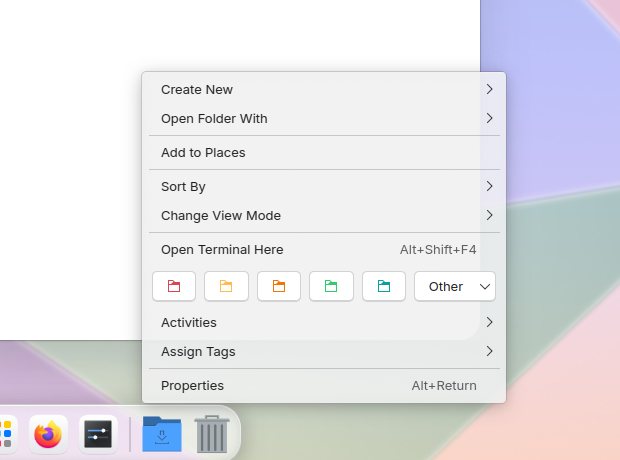 Create New
Open Folder With
Add to Places
Sort By
Change View Mode
Open Terminal Here Alt+Shift+F4
Other
Activities
Assign Tags
Properties Alt+Return